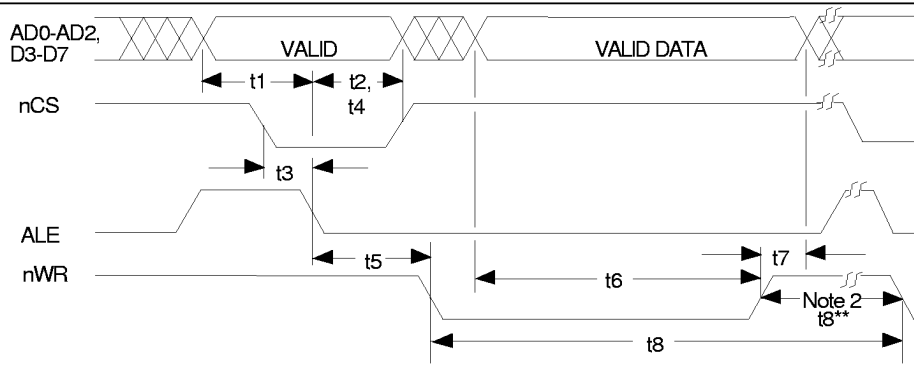 AD0-AD2,
D3-D7
VALID
VALID DATA
t1
t2,
t4
nCS
t3
ALE
t5
t7
nWR
t6
Note 2
t8**
t8